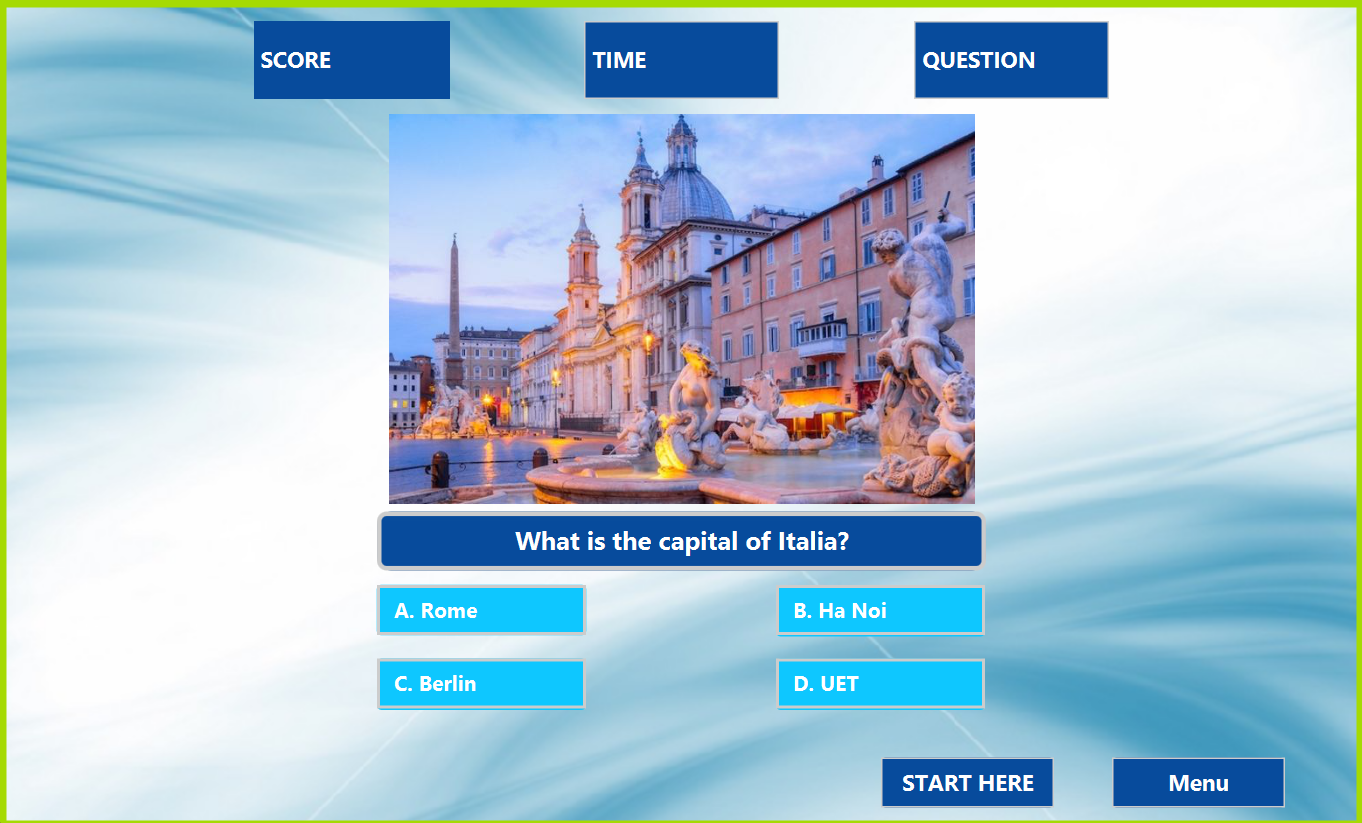 SCORE
TIME
QUESTION
What is the capital of Italia?
A. Rome
B. Ha Noi
C. Berlin
D. UET
START HERE
Menu